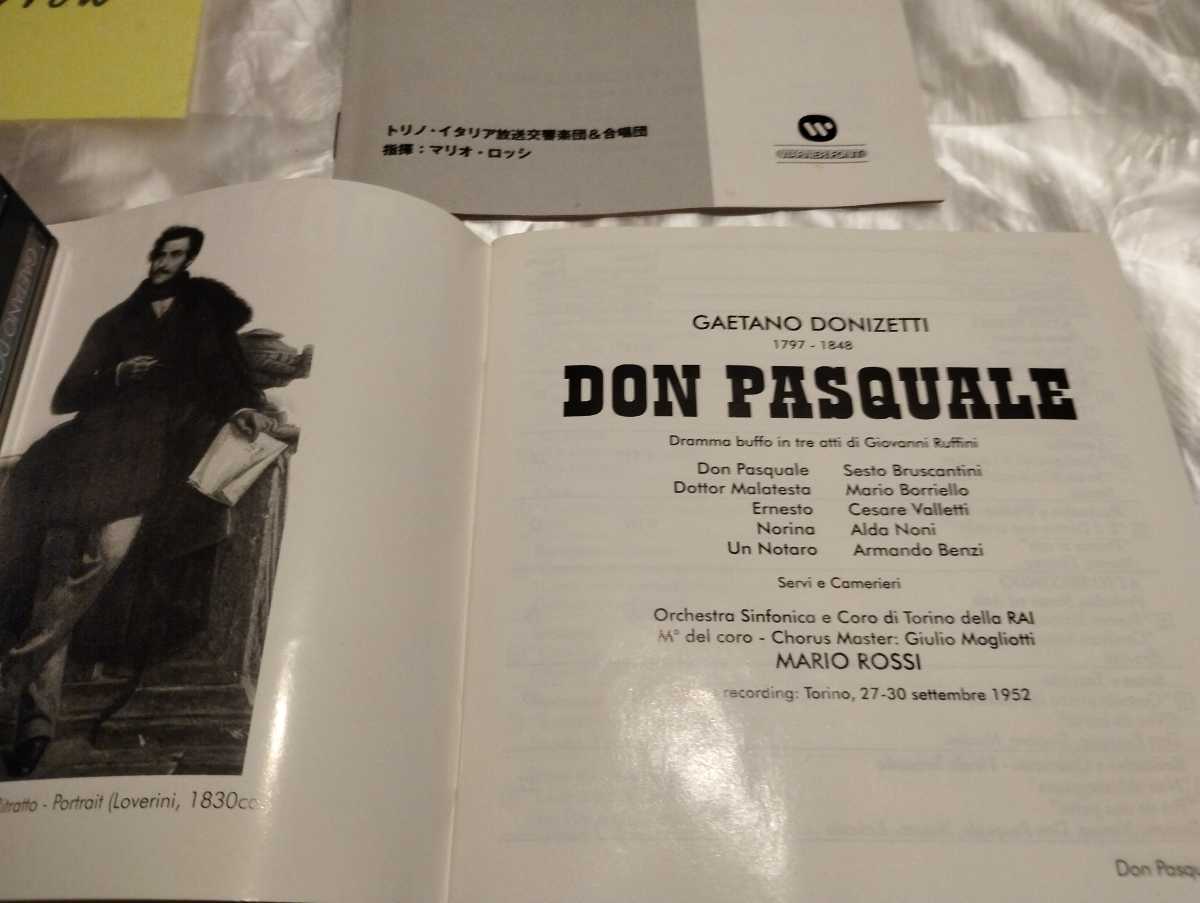 トリノ・イタリア放送交響楽団&合唱団
指揮：マリオ・ロッシ
WARNER FONIT
GAETANO DONIZETTI
1797 - 1848
DON PASQUALE
Dramma buffo in tre atti di Giovanni Ruffini
Don Pasquale Sesto Bruscantini
Dottor Malatesta Mario Borriello
Ernesto Cesare Valletti
Norina Alda Noni
Un Notaro Armando Benzi
Servi e Camerieri
Orchestra Sinfonica e Coro di Torino della RAI
M° del coro - Chorus Master: Giulio Mogliotti
MARIO ROSSI
recording: Torino, 27-30 settembre 1952
Ritratto - Portrait (Loverini, 1830ca
Don Pasqu